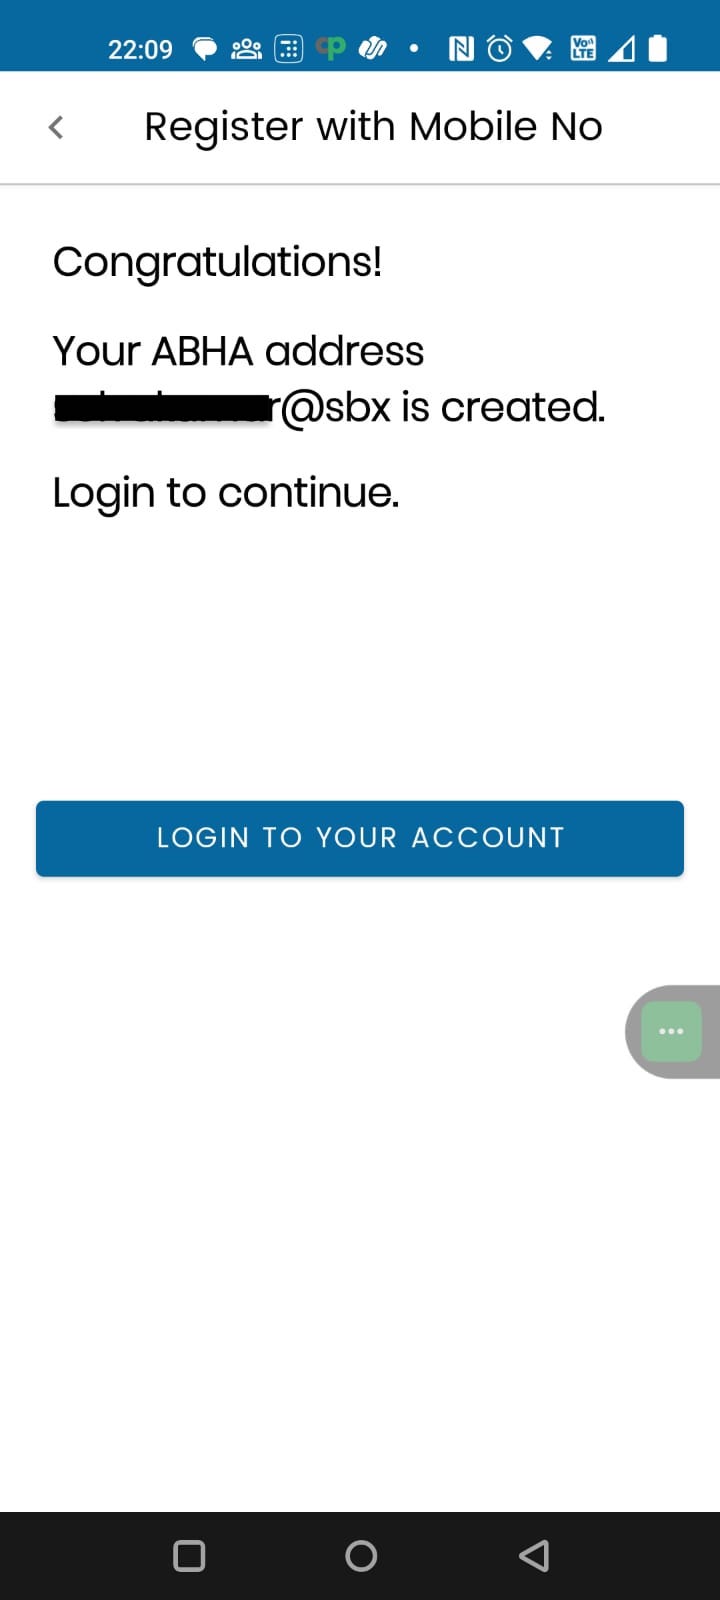 22:09
Vo)) LTE
Register with Mobile No
Congratulations!
Your ABHA address
r@sbx is created.
Login to continue.
LOGIN TO YOUR ACCOUNT